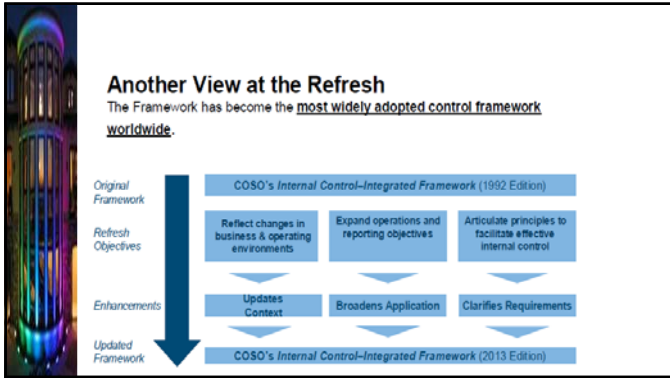 Another View at the Refresh
The Framework has become the most widely adopted control framework
worldwide.
Original
Framework
COSO's Internal Control–Integrated Framework (1992 Edition)
Refresh
Objectives
Reflect changes in
business & operating
environments
Expand operations and
reporting objectives
Articulate principles to
facilitate effective
internal control
Enhancements
Updates
Context
Broadens Application
Clarifies Requirements
Updated
Framework
COSO's Internal Control–Integrated Framework (2013 Edition)